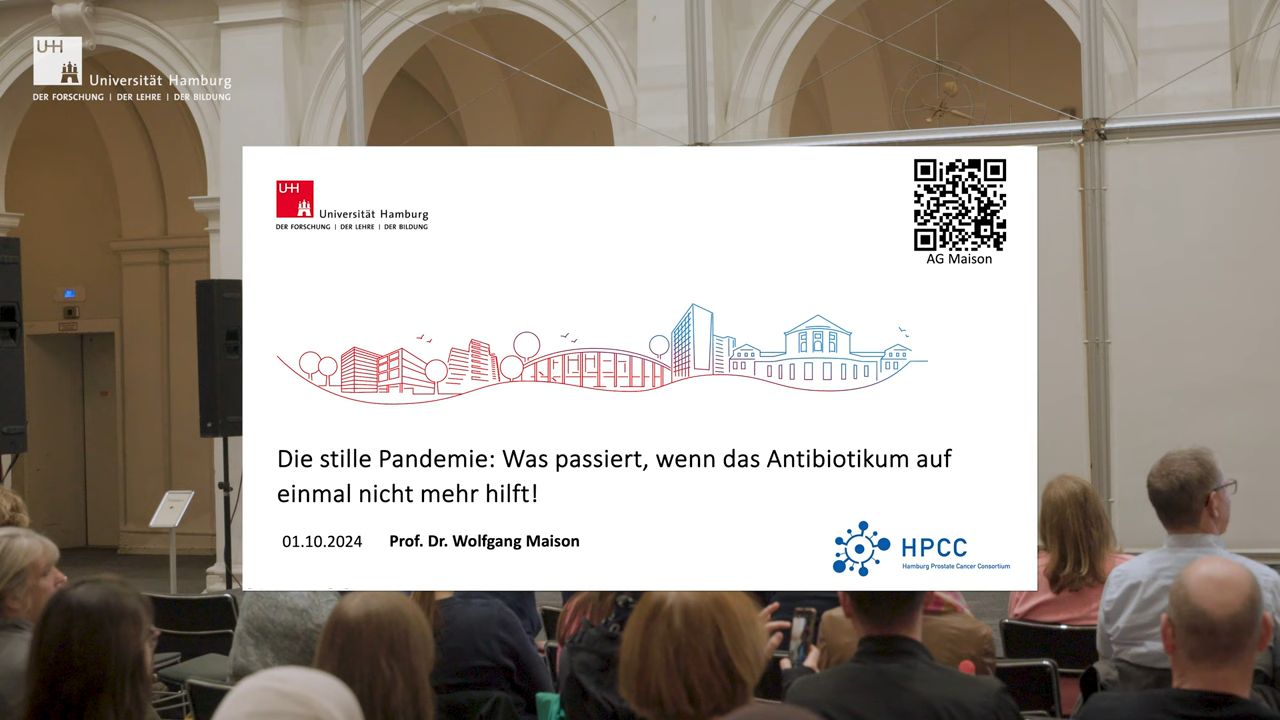 UHH
Universität Hamburg
DER FORSCHUNG | DER LEHRE | DER BILDUNG
UHH
Universität Hamburg
DER FORSCHUNG | DER LEHRE | DER BILDUNG
AG Maison
Die stille Pandemie: Was passiert, wenn das Antibiotikum auf
einmal nicht mehr hilft!
01.10.2024 Prof. Dr. Wolfgang Maison
HPCC
Hamburg Prostate Cancer Consortium